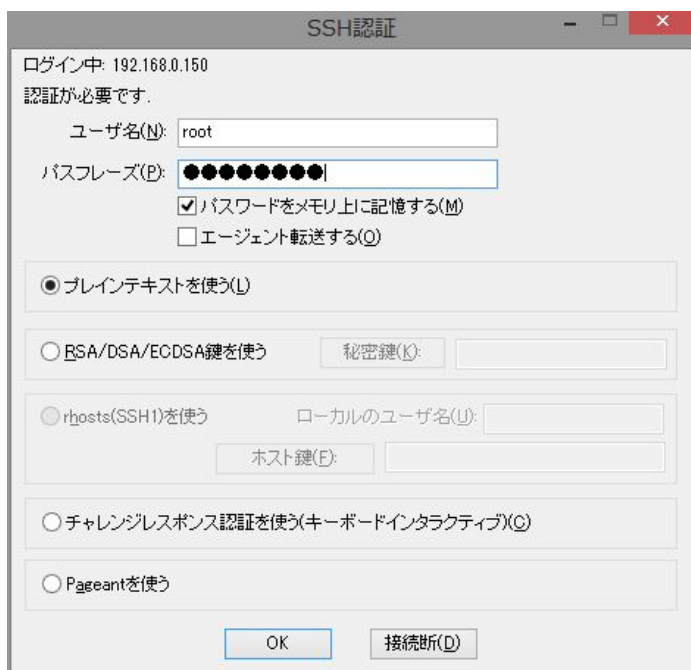 SSH認証
ログイン中: 192.168.0.150
認証が必要です.
ユーザ名(N): root
パスフレーズ(P): ●●●●●●●●
パスワードをメモリ上に記憶する(M)
エージェント転送する(O)
プレインテキストを使う(L)
RSA/DSA/ECDSA鍵を使う 秘密鍵(K):
rhosts(SSH1)を使う ローカルのユーザ名(U):
ホスト鍵(F):
チャレンジレスポンス認証を使う(キーボードインタラクティブ)(C)
Pageantを使う
OK 接続断(D)